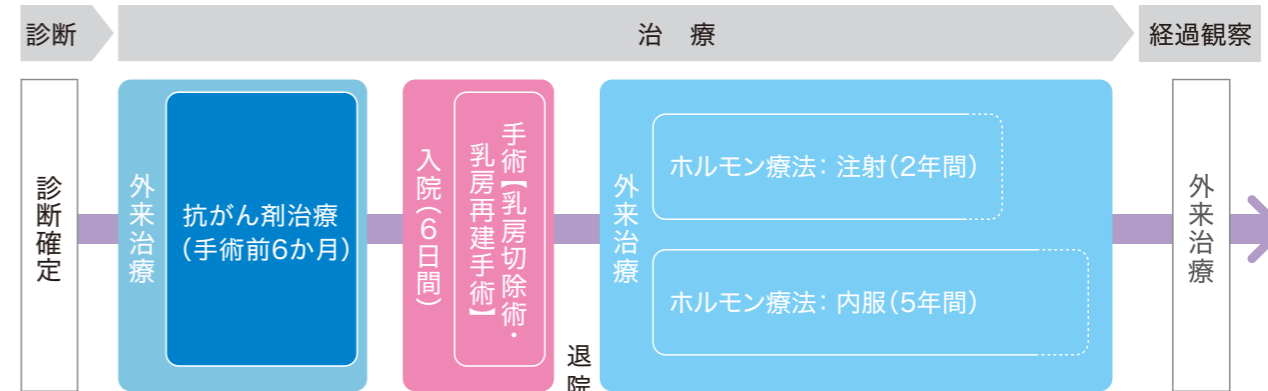 診断
治 療
経過観察
診断確定
外来治療
抗がん剤治療
(手術前6か月)
入院(6日間)
手術【乳房切除術・
乳房再建手術】
退院
外来治療
ホルモン療法：注射(2年間)
ホルモン療法：内服(5年間)
外来治療